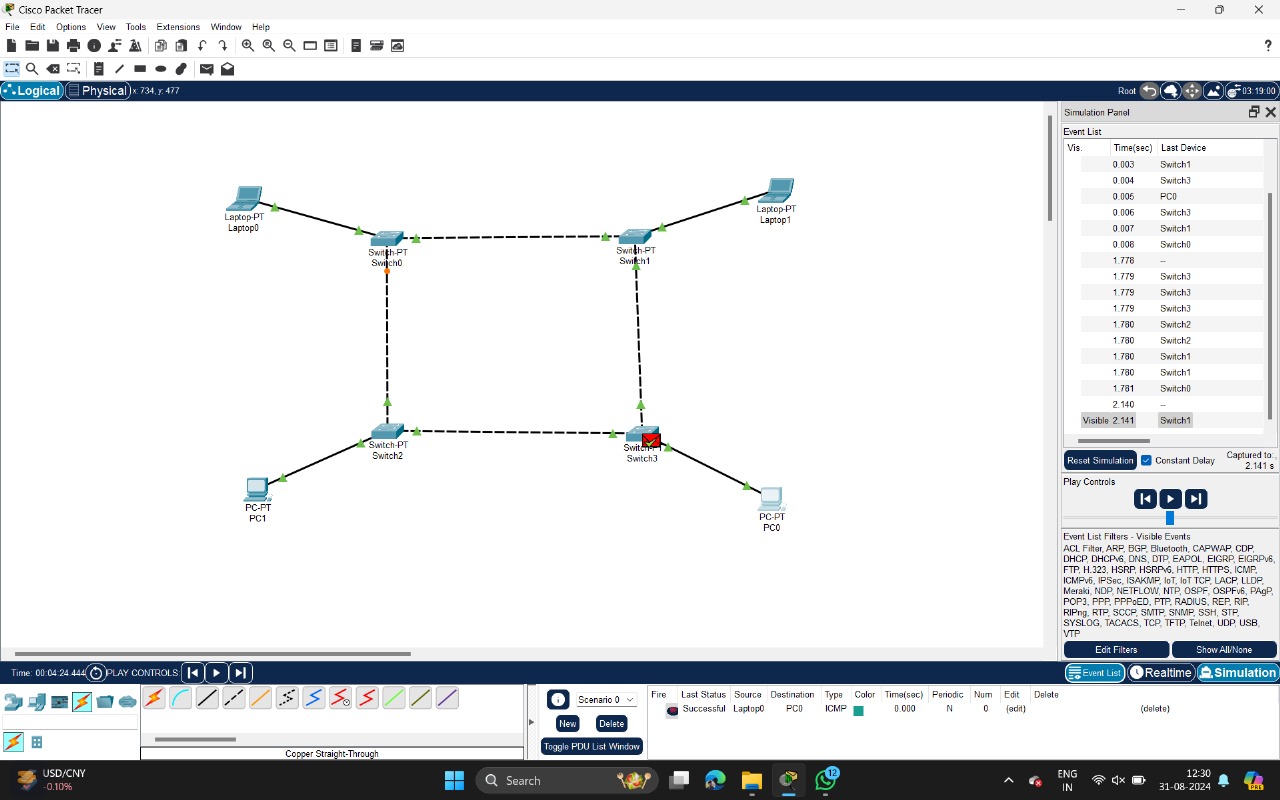 Cisco Packet Tracer
File Edit Options View Tools Extensions Window Help
?
Logical Physical x: 734, y: 477
Root 03:19:00
Simulation Panel
Event List
Vis. Time(sec) Last Device
0.003 Switch1
0.004 Switch3
0.005 PC0
0.006 Switch3
0.007 Switch1
0.008 Switch0
1.778 --
1.779 Switch3
1.779 Switch3
1.779 Switch3
1.780 Switch2
1.780 Switch2
1.780 Switch1
1.780 Switch1
1.781 Switch0
2.140 --
Visible 2.141 Switch1
Reset Simulation Constant Delay Captured to:
2.141 s
Play Controls
Event List Filters - Visible Events
ACL Filter, ARP, BGP, Bluetooth, CAPWAP, CDP,
DHCP, DHCPv6, DNS, DTP, EAPOL, EIGRP, EIGRPv6,
FTP, H.323, HSRP, HSRPv6, HTTP, HTTPS, ICMP,
ICMPv6, IPSec, ISAKMP, IoT, IoT TCP, LACP, LLDP,
Meraki, NDP, NETFLOW, NTP, OSPF, OSPFv6, PAgP,
POP3, PPP, PPPoED, PTP, RADIUS, REP, RIP,
RIPng, RTP, SCCP, SMTP, SNMP, SSH, STP,
SYSLOG, TACACS, TCP, TFTP, Telnet, UDP, USB,
VTP
Edit Filters Show All/None
Laptop-PT
Laptop0
Laptop-PT
Laptop1
Switch-PT
Switch0
Switch-PT
Switch1
Switch-PT
Switch2
Switch-PT
Switch3
PC-PT
PC1
PC-PT
PC0
Time: 00:04:24.444 PLAY CONTROLS:
Event List Realtime Simulation
Scenario 0
New Delete
Toggle PDU List Window
Fire Last Status Source Destination Type Color Time(sec) Periodic Num Edit Delete
Successful Laptop0 PC0 ICMP 0.000 N 0 (edit) (delete)
Copper Straight-Through
USD/CNY
-0.10%
Search
12
ENG
IN
12:30
31-08-2024
PRE